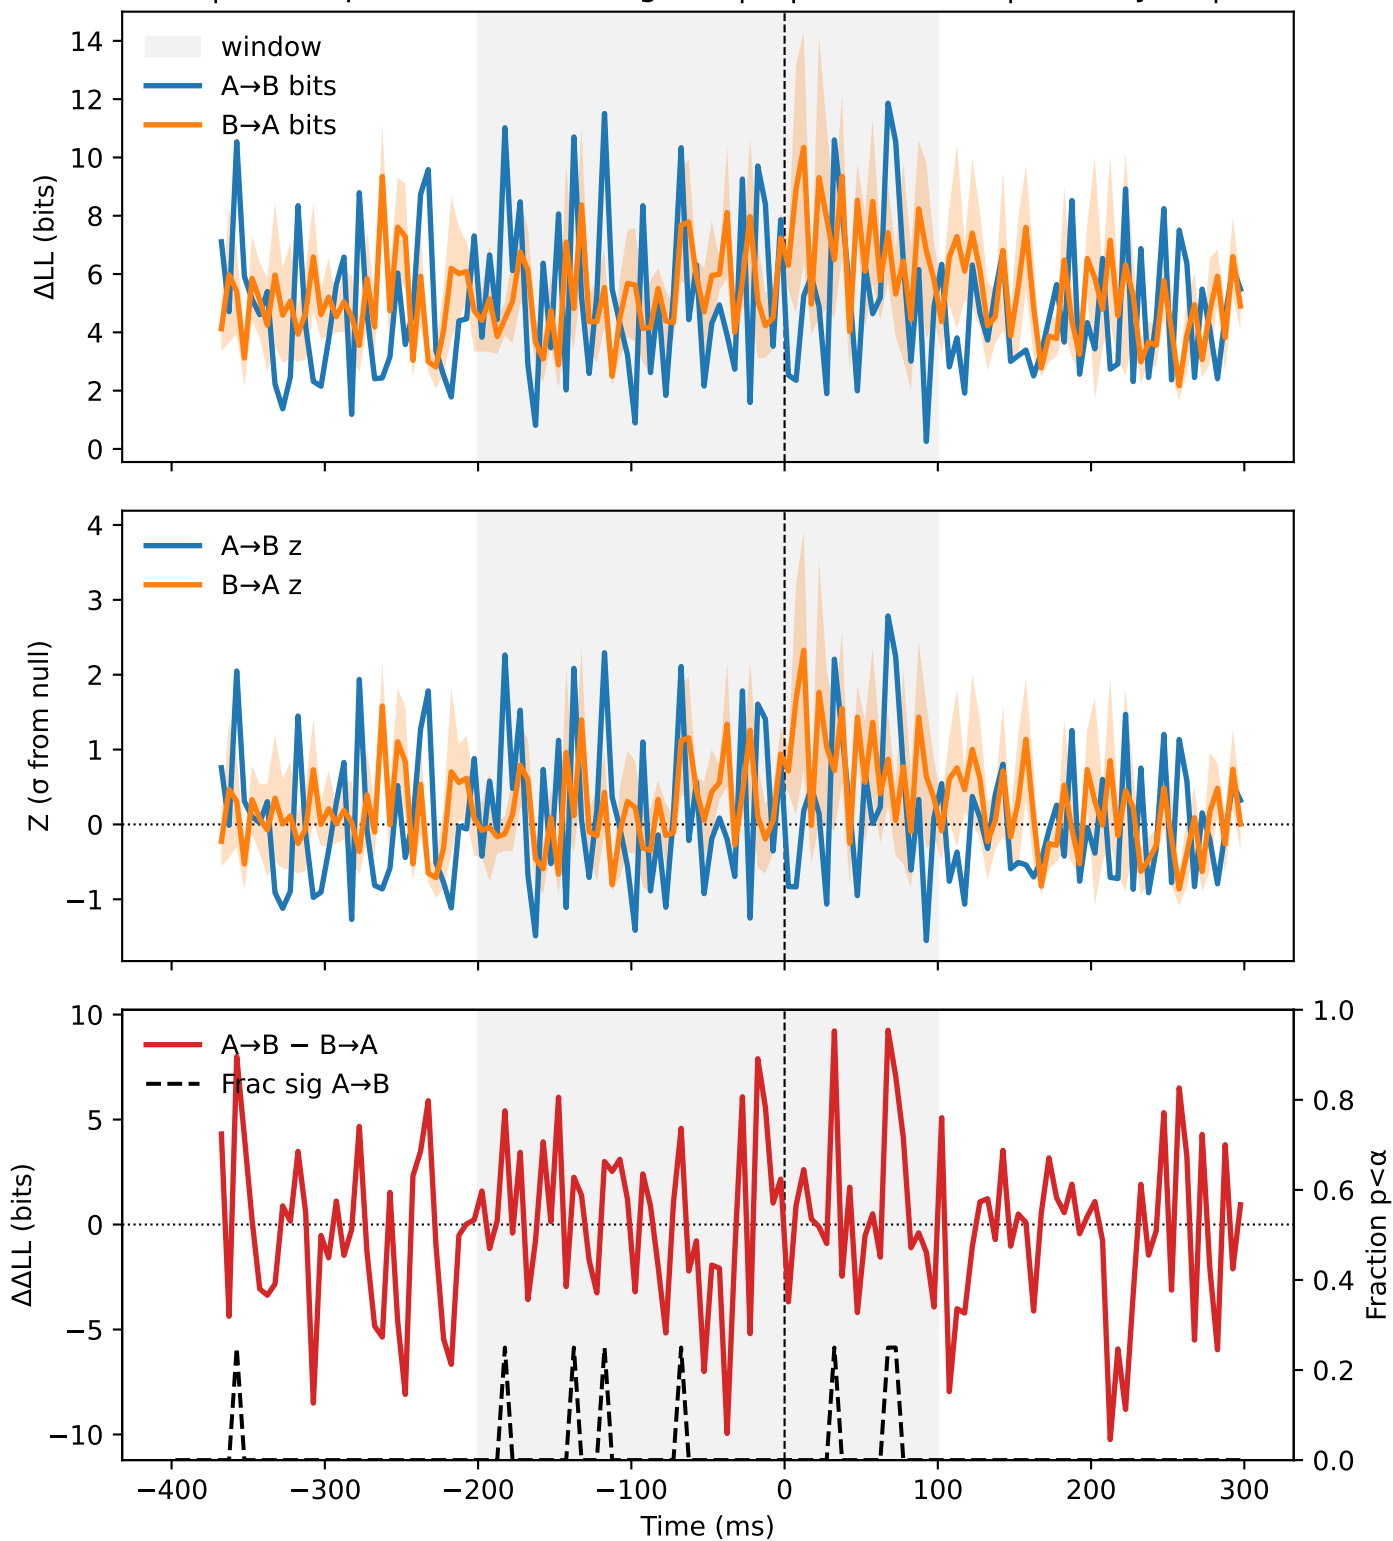 14
12
10
8
6
4
2
0
ΔLL (bits)
window
A→B bits
B→A bits
4
3
2
1
0
−1
Z (σ from null)
A→B z
B→A z
10
5
0
−5
−10
ΔΔLL (bits)
A→B − B→A
Frac sig A→B
1.0
0.8
0.6
0.4
0.2
0.0
Fraction p<α
−400 −300 −200 −100 0 100 200 300
Time (ms)